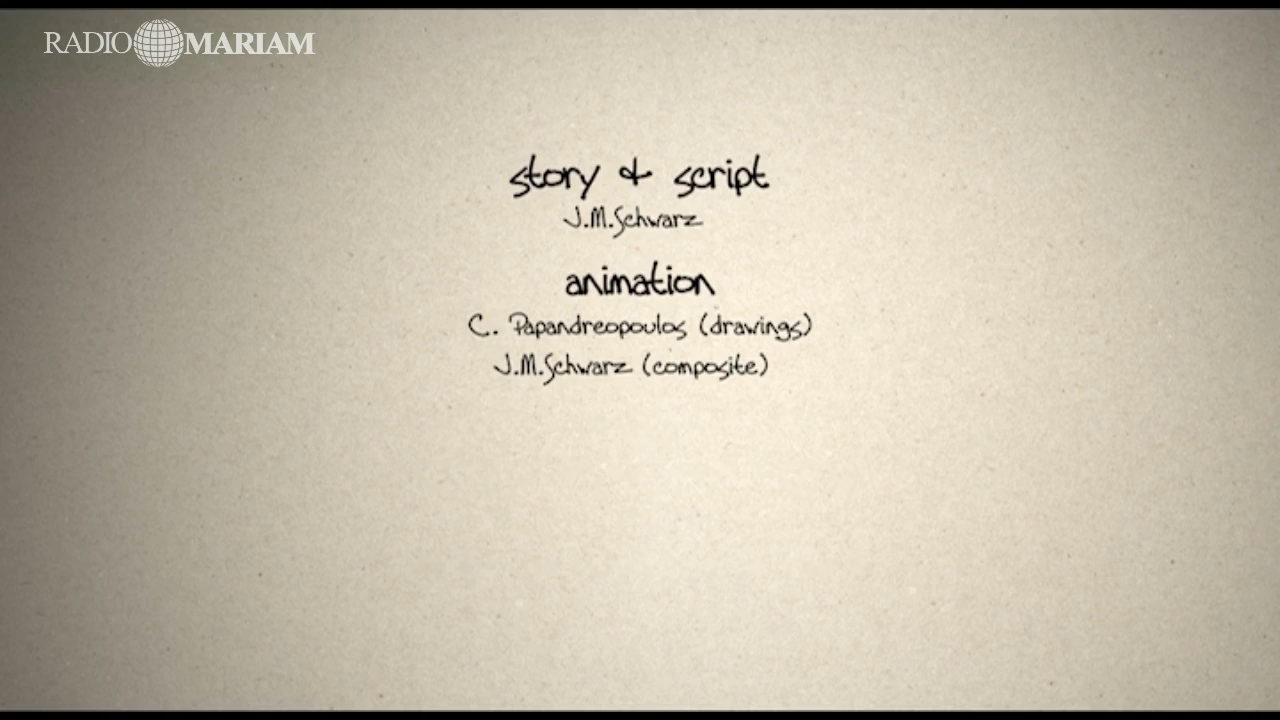 RADIO MARIAM
story & script
J.M.Schwarz
animation
C. Papandreopoulos (drawings)
J.M.Schwarz (composite)